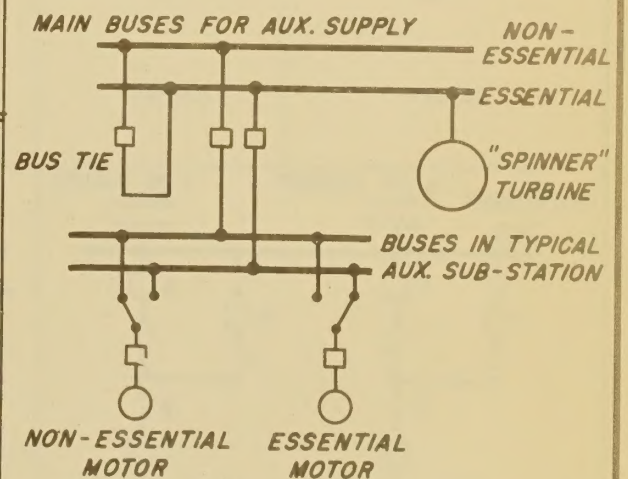 MAIN BUSES FOR AUX. SUPPLY
NON-
ESSENTIAL
ESSENTIAL
BUS TIE
"SPINNER"
TURBINE
BUSES IN TYPICAL
AUX. SUB-STATION
NON-ESSENTIAL
MOTOR
ESSENTIAL
MOTOR